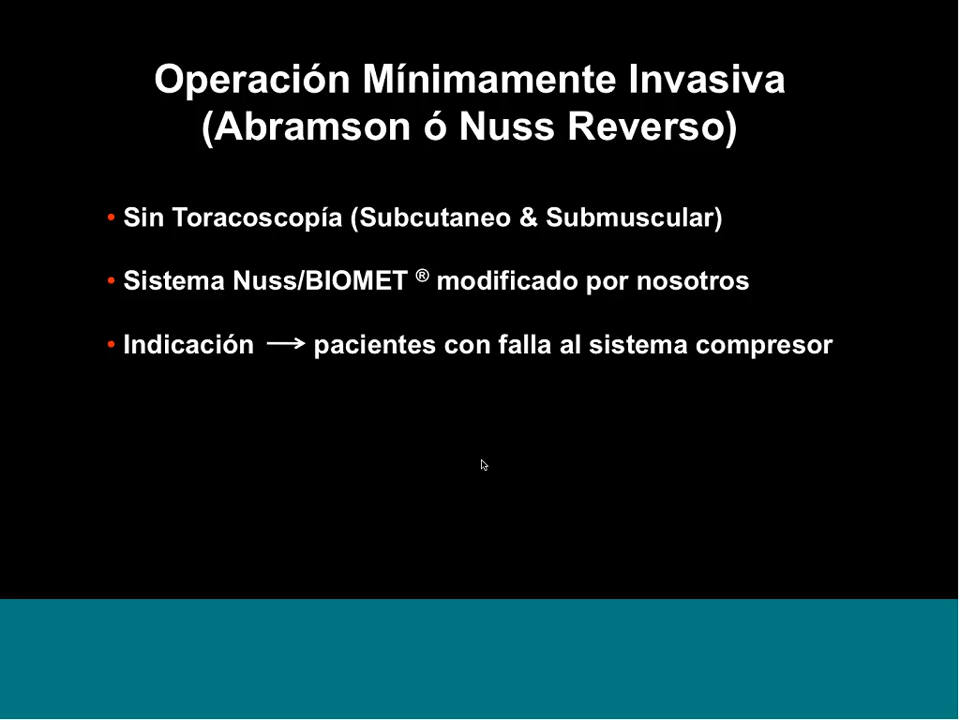 Operación Mínimamente Invasiva
(Abramson ó Nuss Reverso)
• Sin Toracoscopía (Subcutaneo & Submuscular)
• Sistema Nuss/BIOMET ® modificado por nosotros
• Indicación → pacientes con falla al sistema compresor